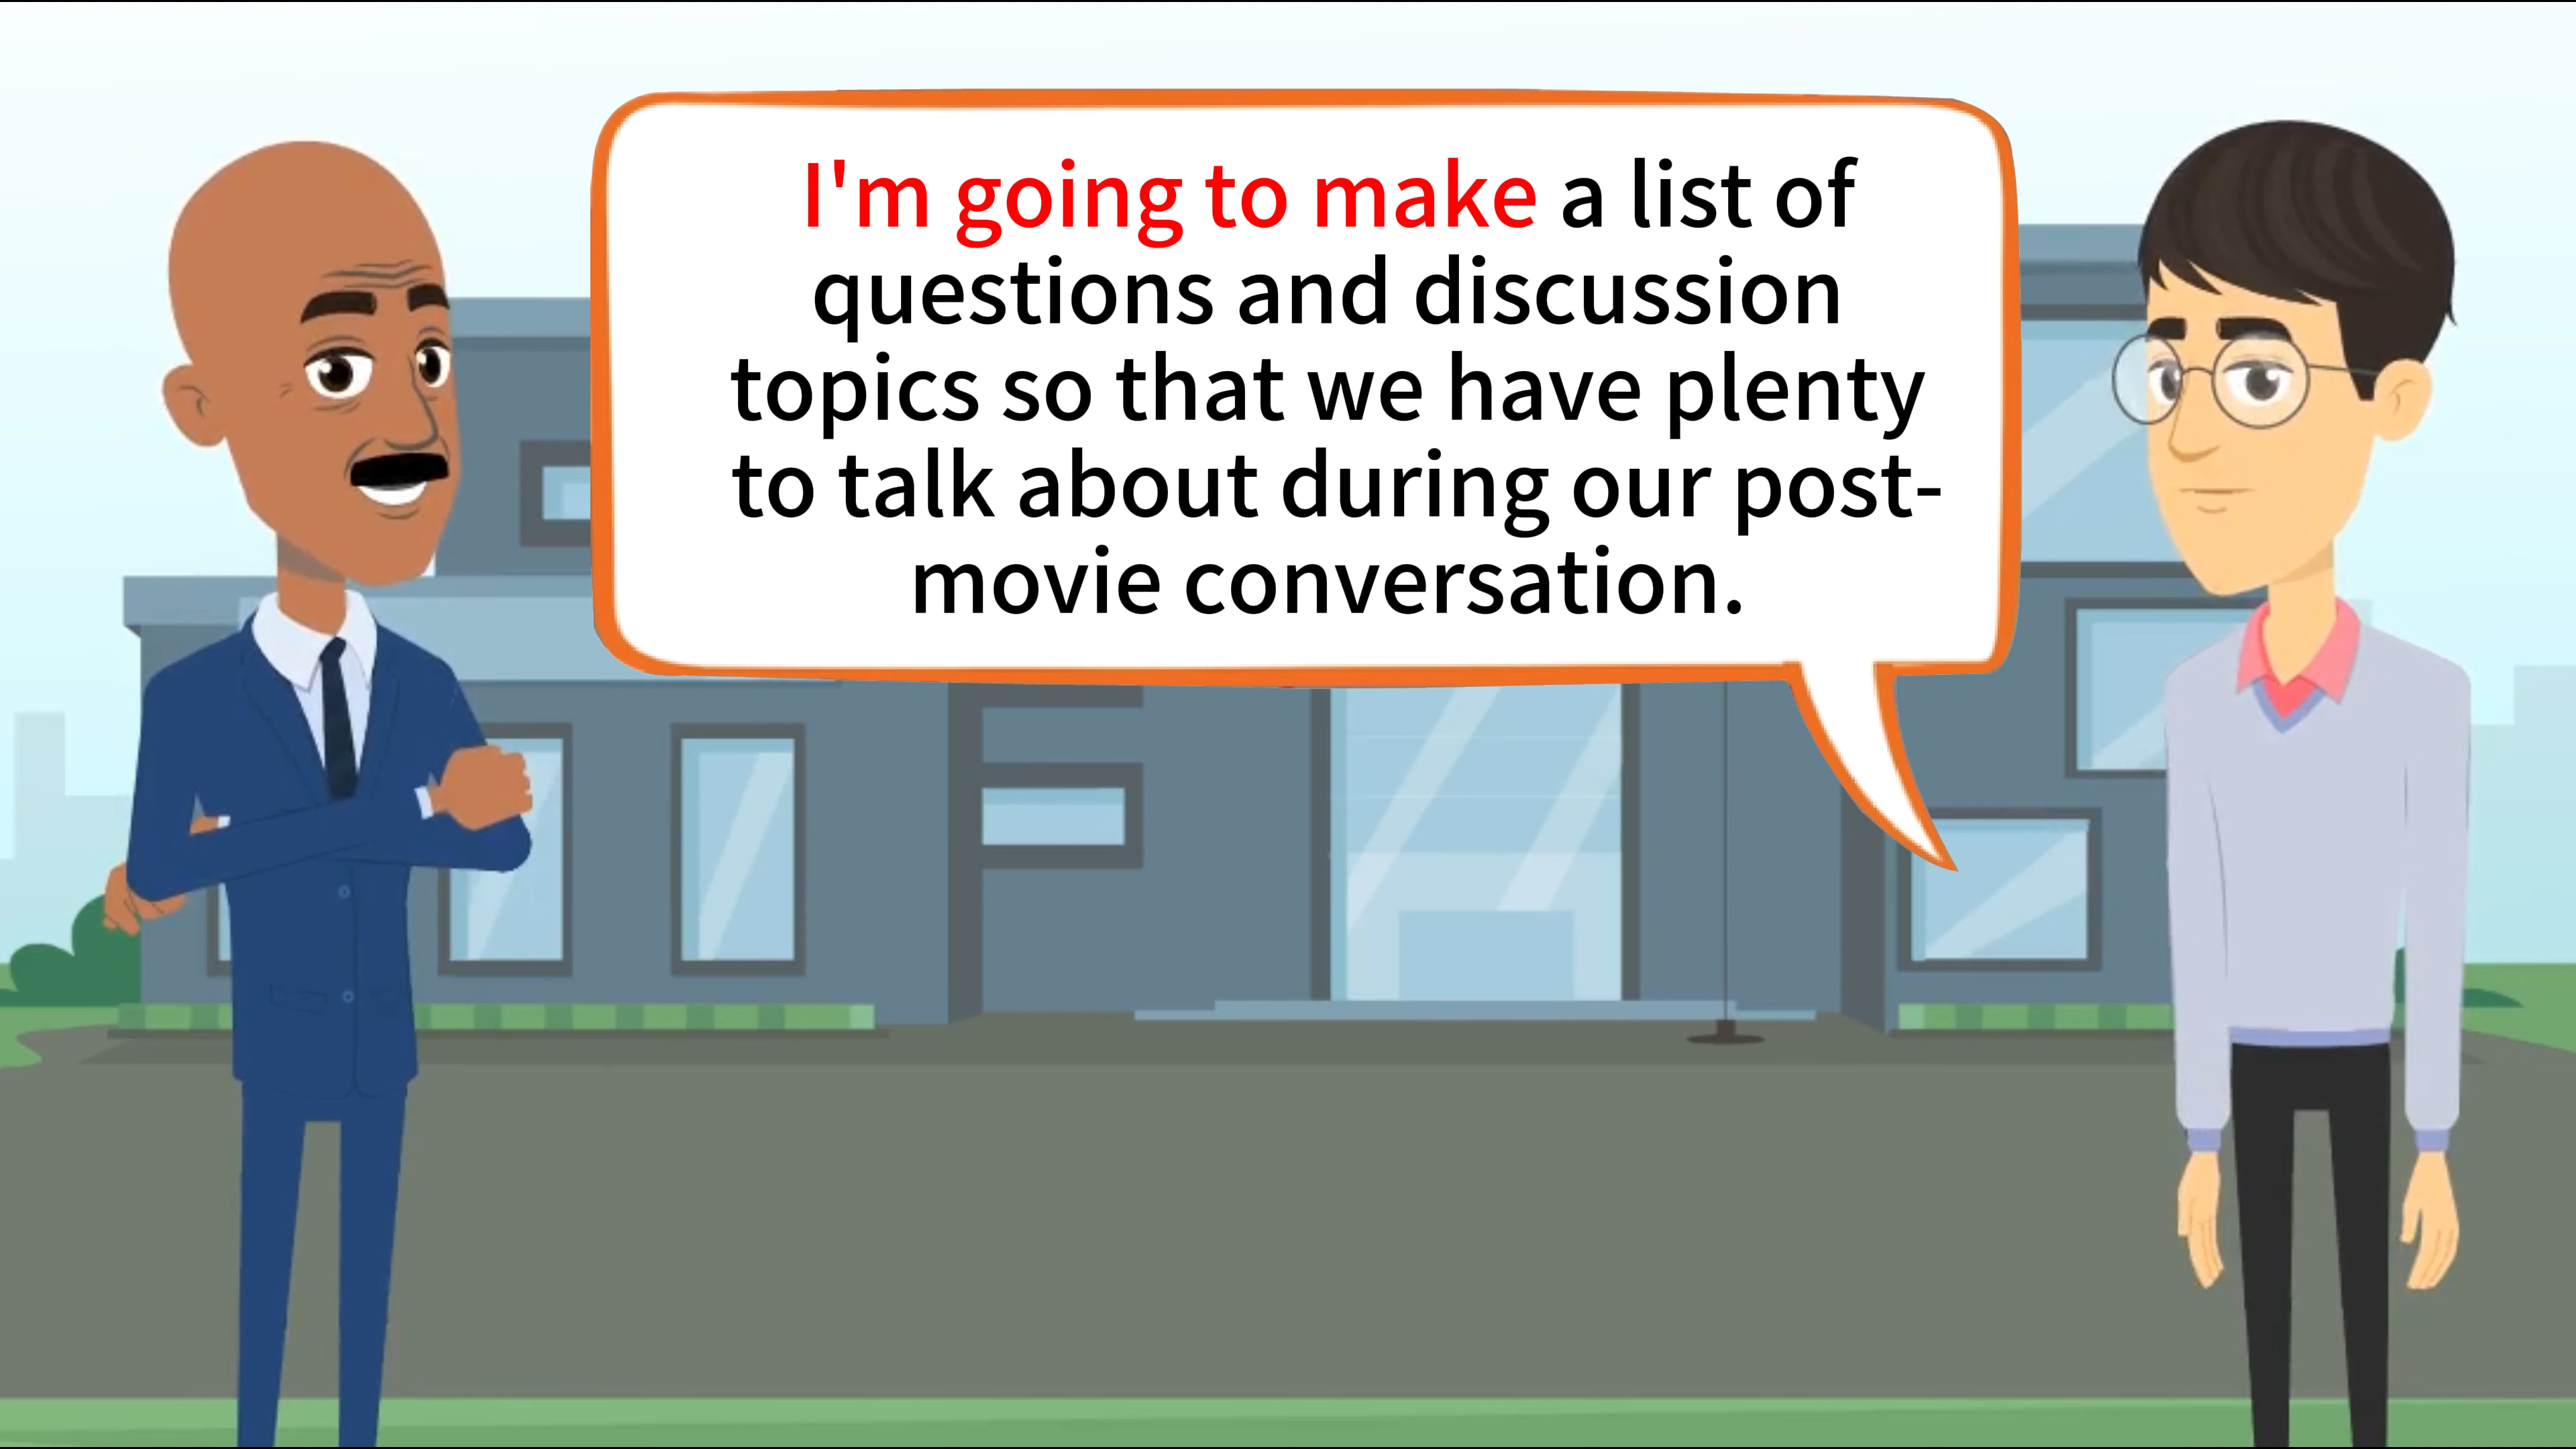 I'm going to make a list of
questions and discussion
topics so that we have plenty
to talk about during our post-
movie conversation.